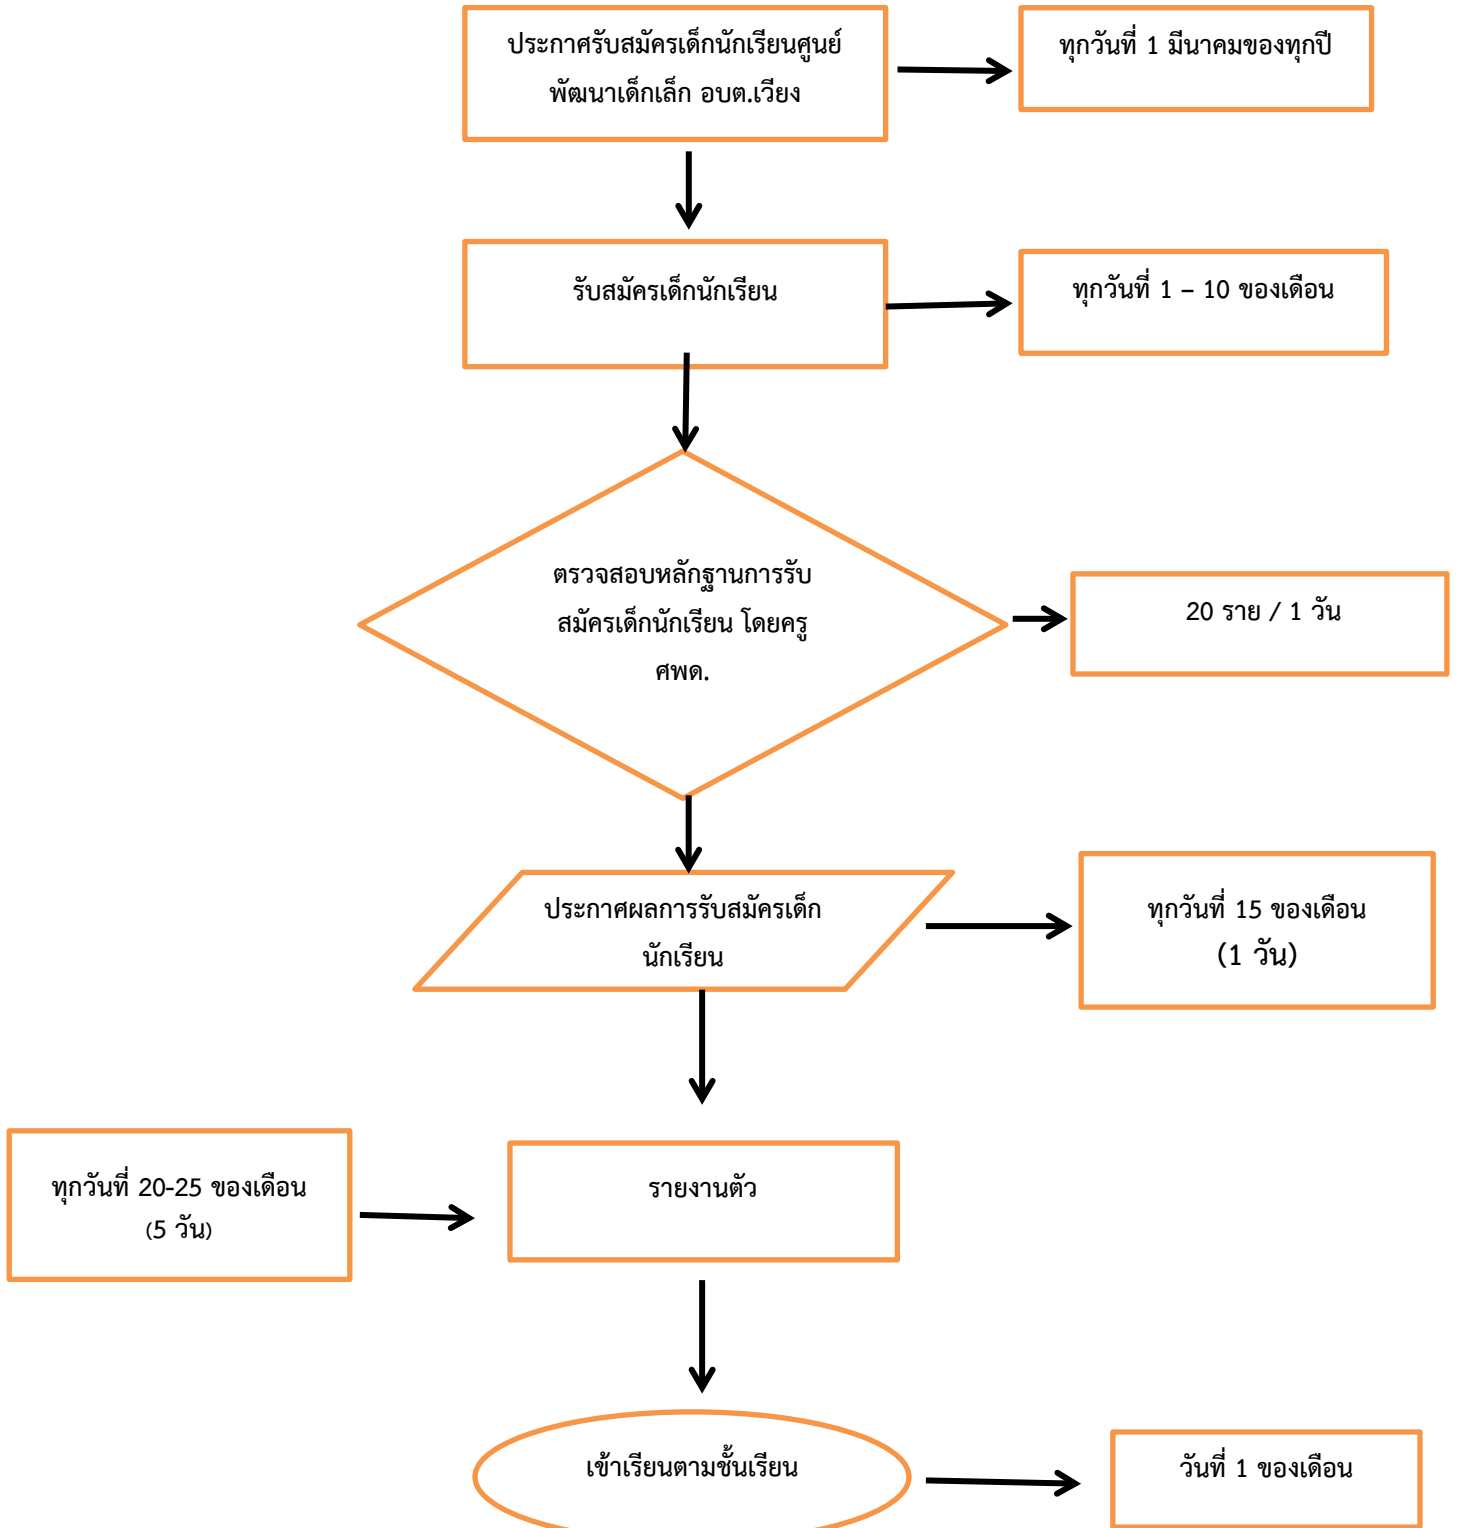 ประกาศรับสมัครเด็กนักเรียนศูนย์
พัฒนาเด็กเล็ก อบต.เวียง
ทุกวันที่ 1 มีนาคมของทุกปี
รับสมัครเด็กนักเรียน
ทุกวันที่ 1 – 10 ของเดือน
ตรวจสอบหลักฐานการรับ
สมัครเด็กนักเรียน โดยครู
ศพด.
20 ราย / 1 วัน
ประกาศผลการรับสมัครเด็ก
นักเรียน
ทุกวันที่ 15 ของเดือน
(1 วัน)
ทุกวันที่ 20-25 ของเดือน
(5 วัน)
รายงานตัว
เข้าเรียนตามชั้นเรียน
วันที่ 1 ของเดือน